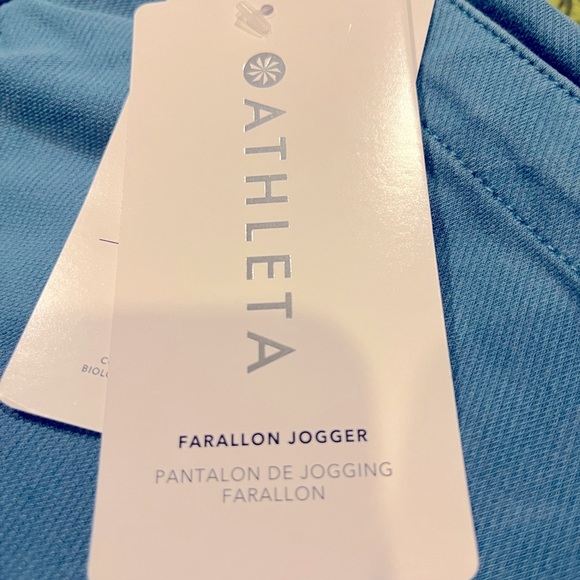 ATHLETA
FARALLON JOGGER
PANTALON DE JOGGING
FARALLON